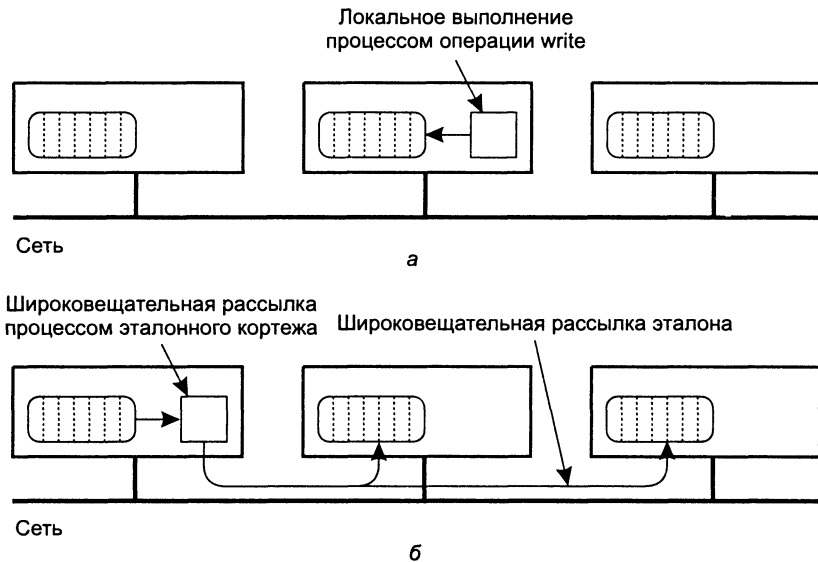 Локальное выполнение
процессом операции write
Сеть
а
Широковещательная рассылка
процессом эталонного кортежа
Широковещательная рассылка эталона
Сеть
б